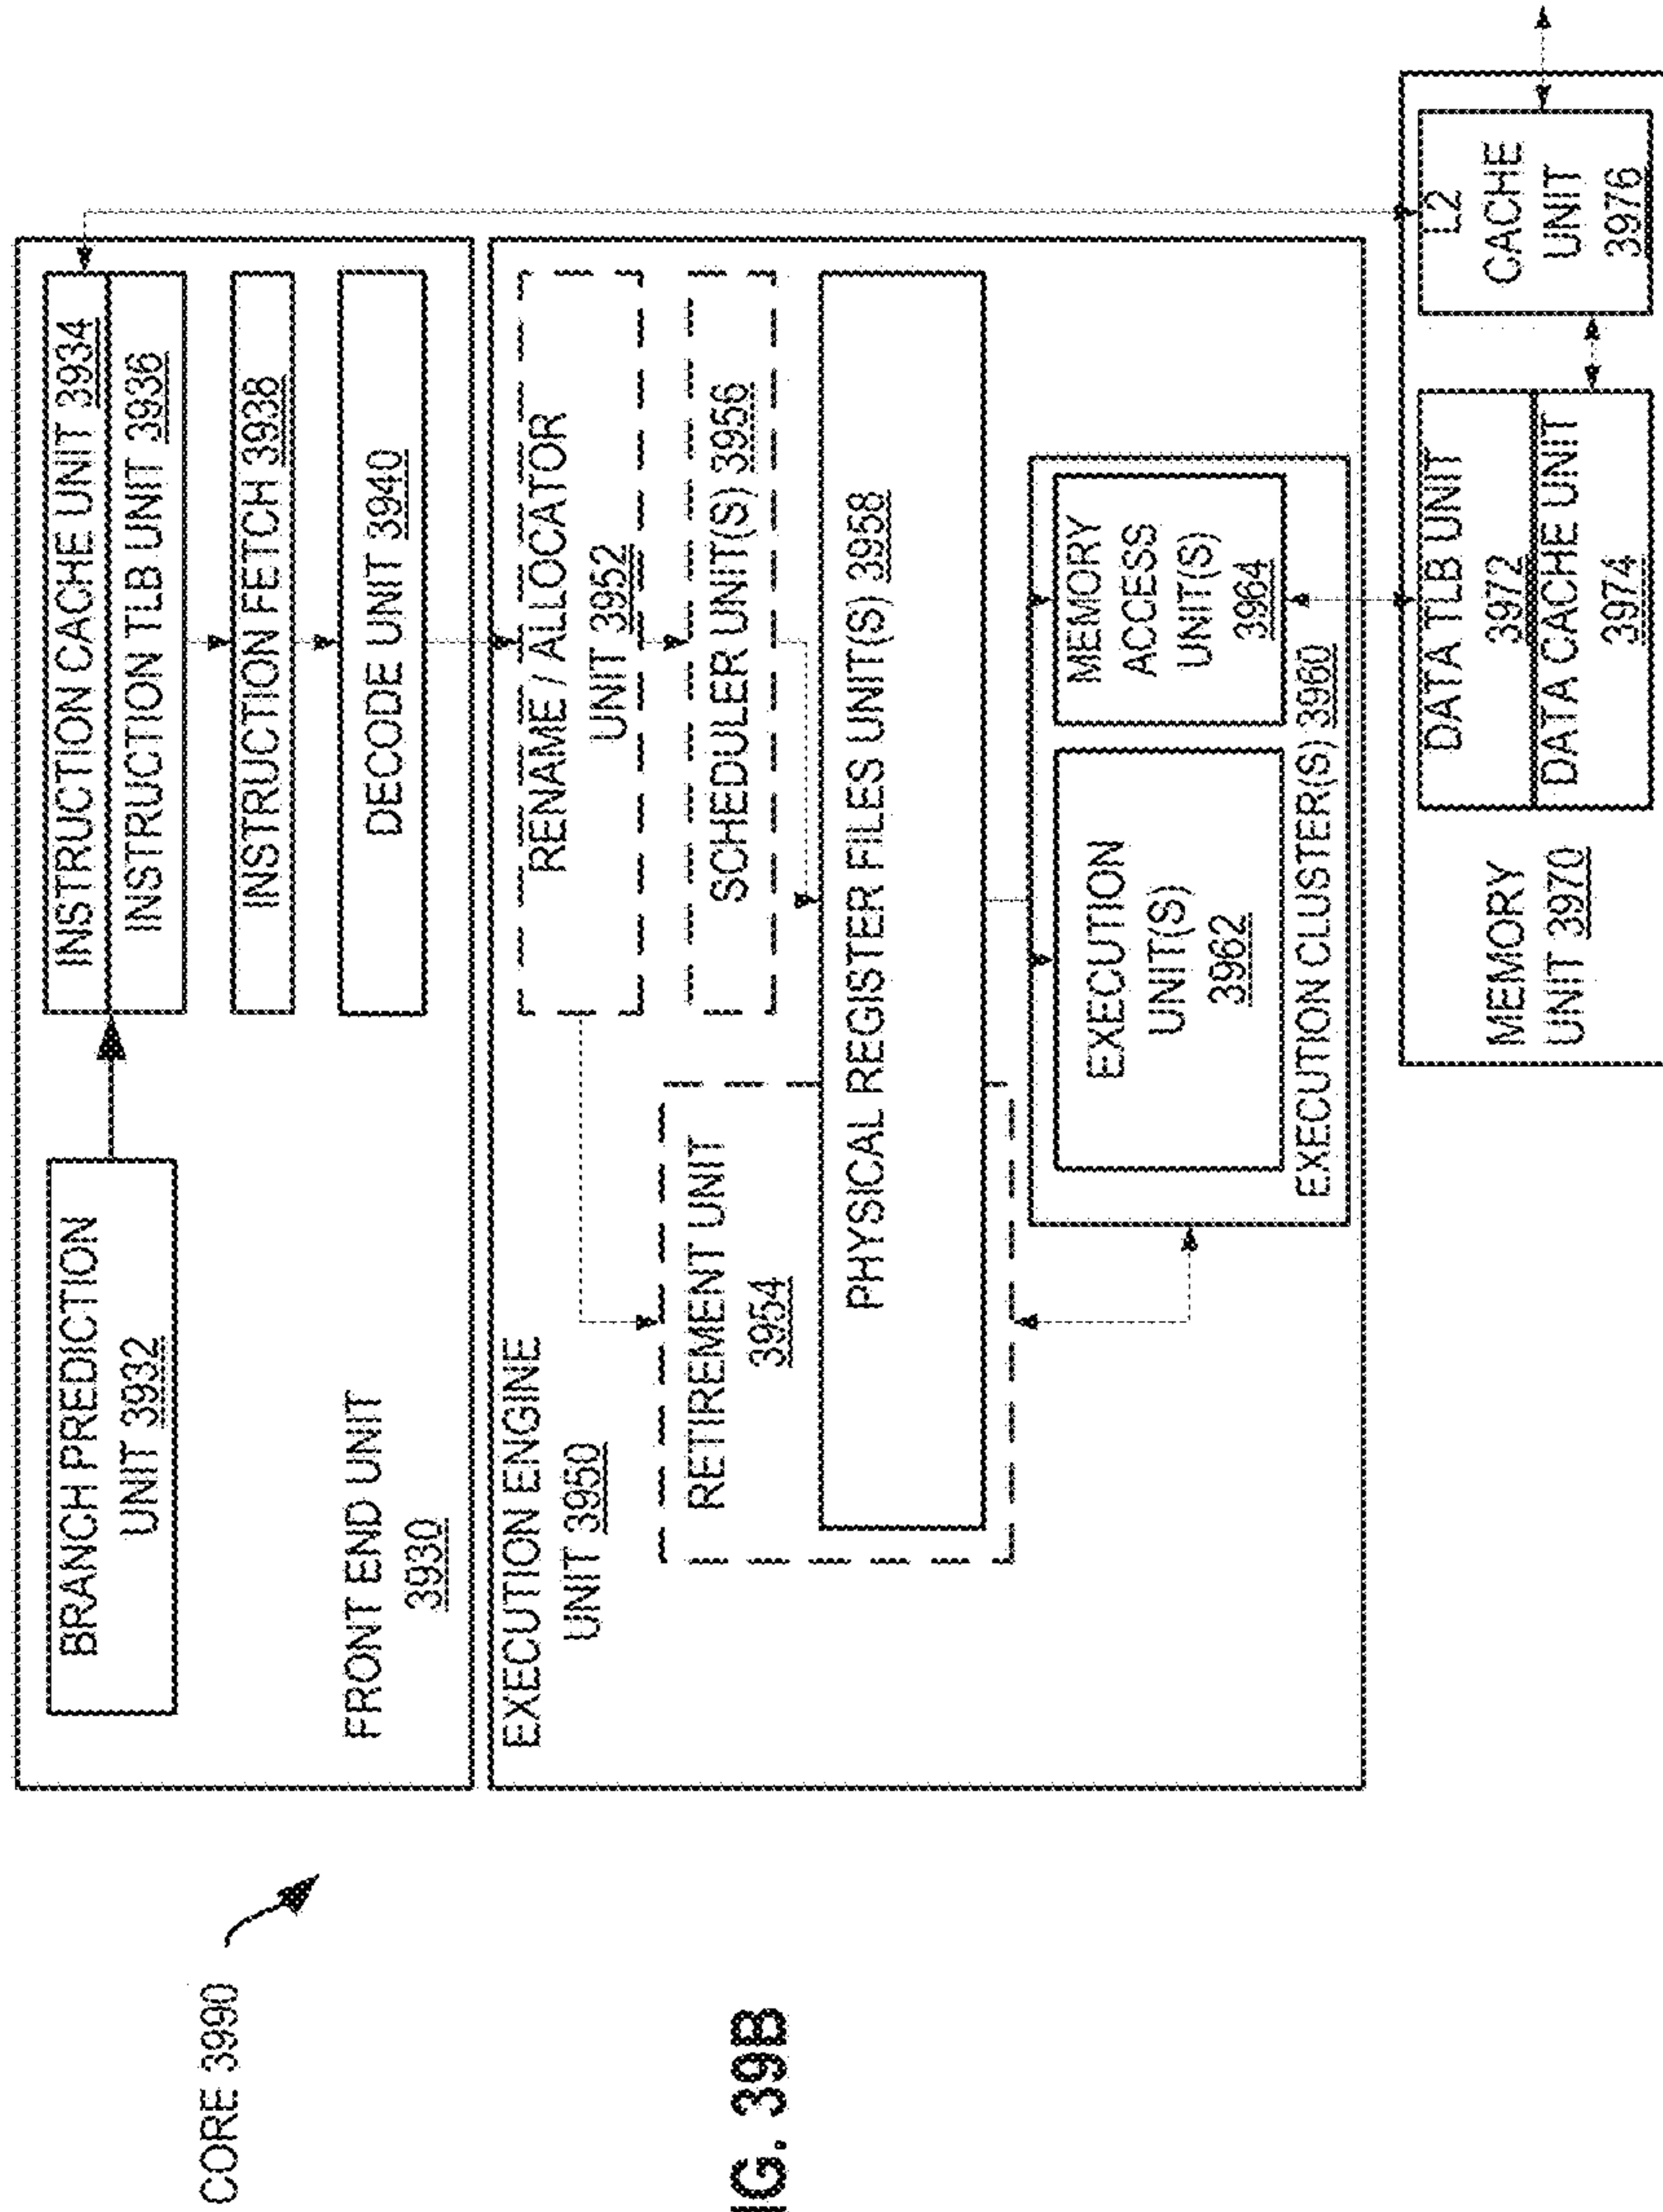 CORE 3990
BRANCH PREDICTION
UNIT 3932
INSTRUCTION CACHE UNIT 3934
INSTRUCTION TLB UNIT 3936
INSTRUCTION FETCH 3938
FRONT END UNIT
3930
DECODE UNIT 3940
EXECUTION ENGINE
UNIT 3950
RENAME / ALLOCATOR
UNIT 3952
RETIREMENT UNIT
3954
SCHEDULER UNIT(S) 3956
PHYSICAL REGISTER FILES UNIT(S) 3958
EXECUTION
UNIT(S)
3962
MEMORY
ACCESS
UNIT(S)
3964
EXECUTION CLUSTER(S) 3960
MEMORY
UNIT 3970
DATA TLB UNIT
3972
DATA CACHE UNIT
3974
L2
CACHE
UNIT
3976
IG. 39B